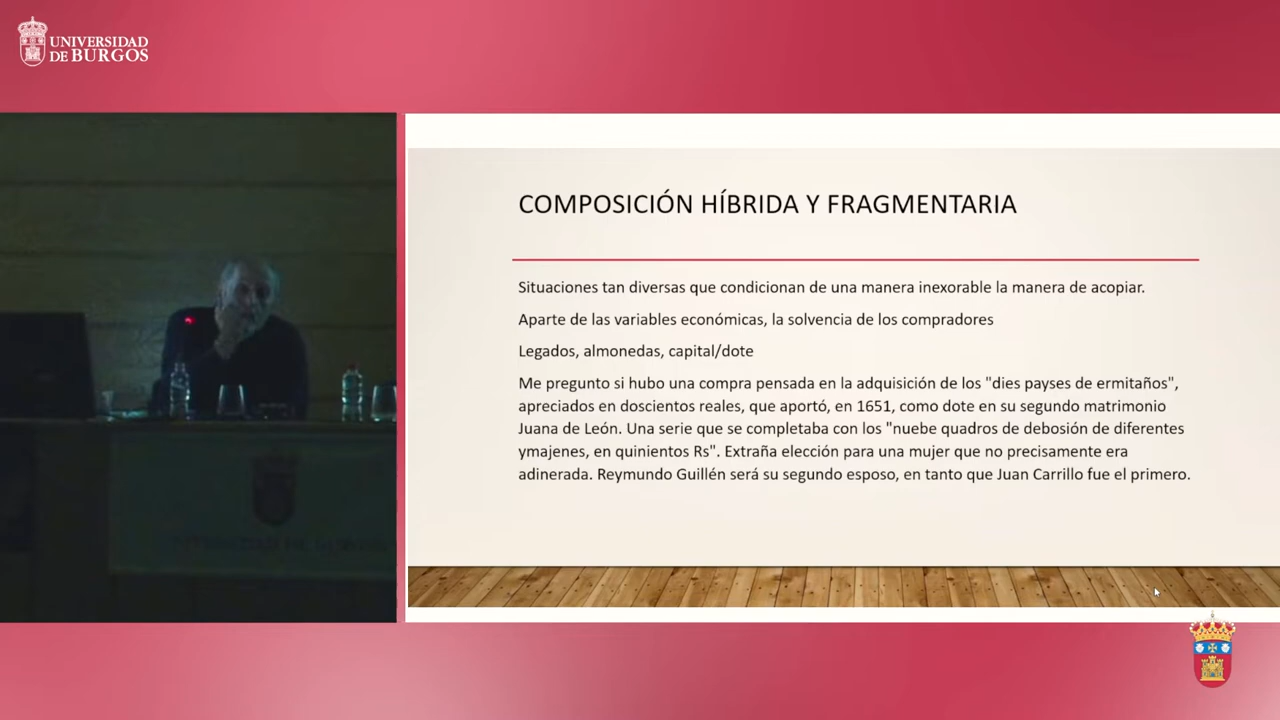 UNIVERSIDAD
DE BURGOS
COMPOSICIÓN HÍBRIDA Y FRAGMENTARIA
Situaciones tan diversas que condicionan de una manera inexorable la manera de acopiar.
Aparte de las variables económicas, la solvencia de los compradores
Legados, almonedas, capital/dote
Me pregunto si hubo una compra pensada en la adquisición de los "dies payses de ermitaños",
apreciados en doscientos reales, que aportó, en 1651, como dote en su segundo matrimonio
Juana de León. Una serie que se completaba con los "nuebe quadros de debosión de diferentes
ymajenes, en quinientos Rs". Extraña elección para una mujer que no precisamente era
adinerada. Reymundo Guillén será su segundo esposo, en tanto que Juan Carrillo fue el primero.